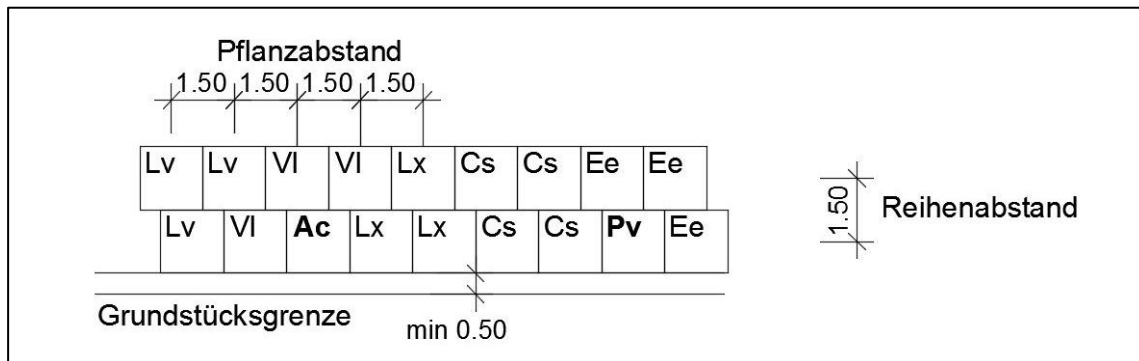 Pflanzabstand
1.50 1.50 1.50 1.50
Lv Lv Vl Vl Lx Cs Cs Ee Ee
Lv Vl Ac Lx Lx Cs Cs Pv Ee
1.50
Reihenabstand
Grundstücksgrenze
min 0.50